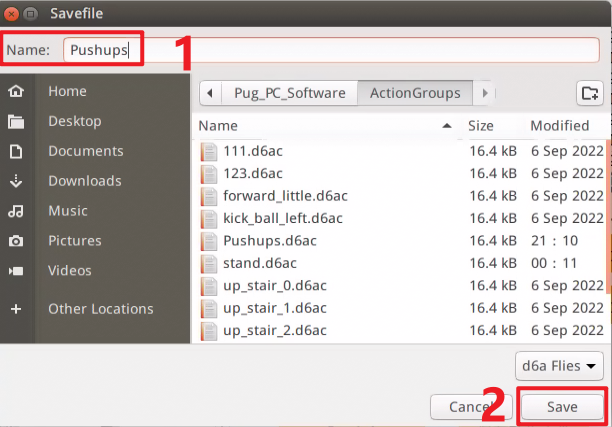 Savefile
Name: Pushups 1
Home
Desktop
Documents
Downloads
Music
Pictures
Videos
Other Locations
Pug_PC_Software ActionGroups
Name Size Modified
111.d6ac 16.4 kB 6 Sep 2022
123.d6ac 16.4 kB 6 Sep 2022
forward_little.d6ac 16.4 kB 6 Sep 2022
kick_ball_left.d6ac 16.4 kB 6 Sep 2022
Pushups.d6ac 16.4 kB 21 : 10
stand.d6ac 16.4 kB 00 : 11
up_stair_0.d6ac 16.4 kB 6 Sep 2022
up_stair_1.d6ac 16.4 kB 6 Sep 2022
up_stair_2.d6ac 16.4 kB 6 Sep 2022
d6a Flies
Cancel 2 Save